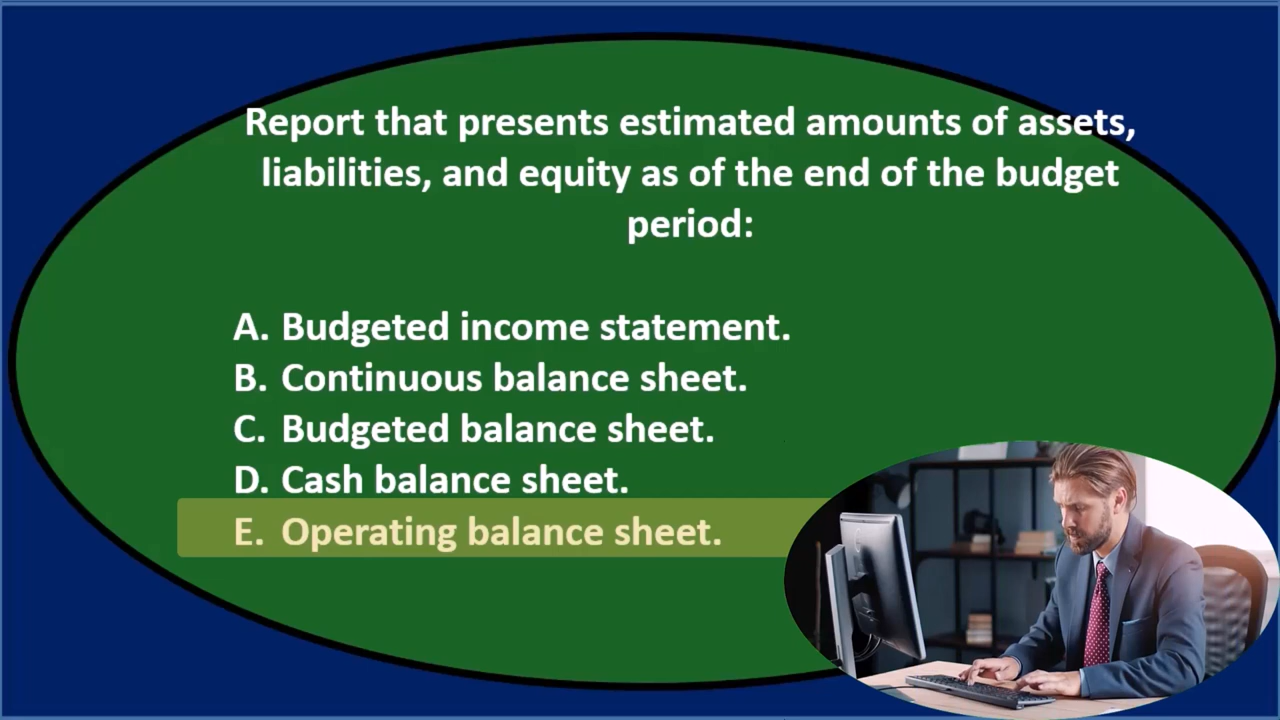 Report that presents estimated amounts of assets,
liabilities, and equity as of the end of the budget
period:
A. Budgeted income statement.
B. Continuous balance sheet.
C. Budgeted balance sheet.
D. Cash balance sheet.
E. Operating balance sheet.